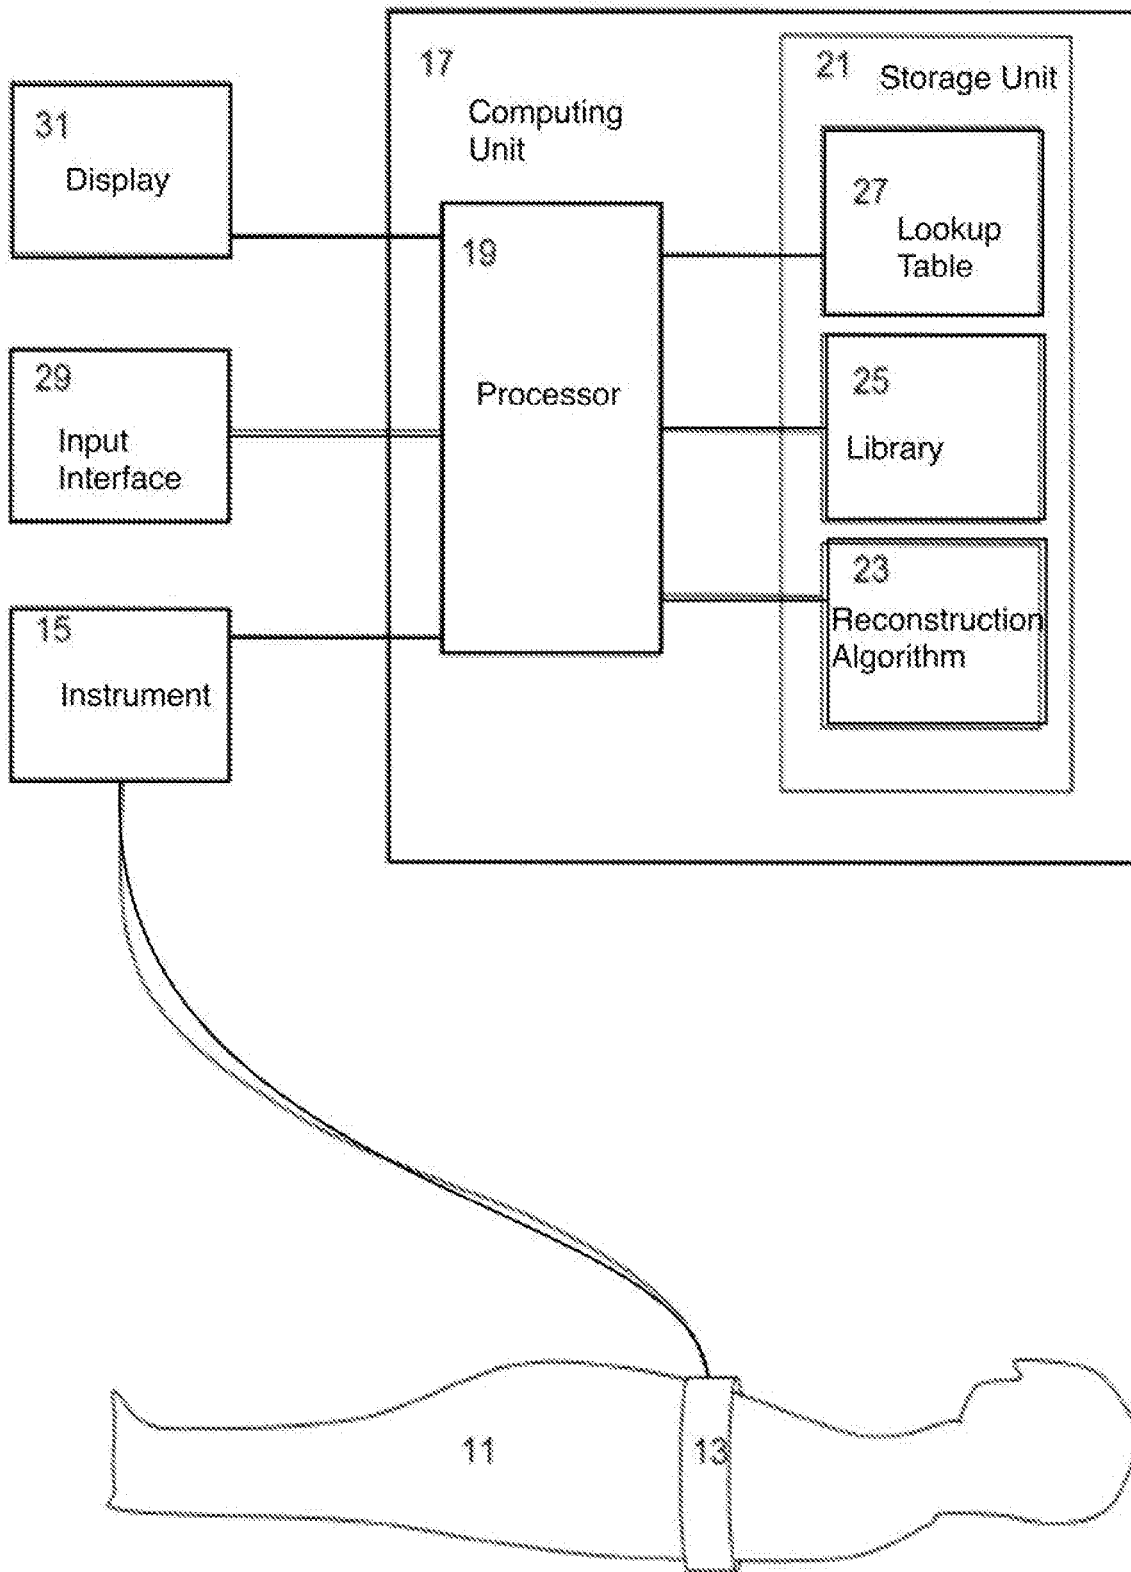 31
Display
29
Input
Interface
15
Instrument
17
Computing
Unit
19
Processor
21
Storage Unit
27
Lookup
Table
25
Library
23
Reconstruction
Algorithm
11
13